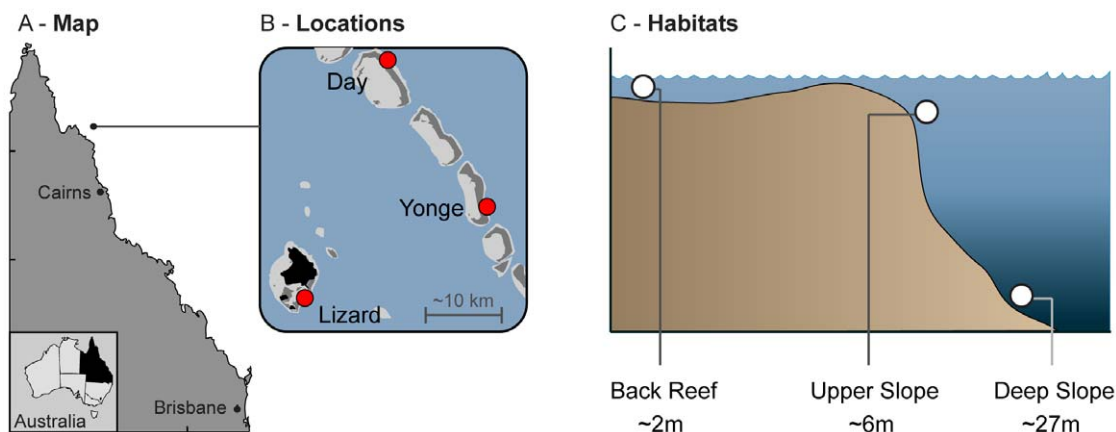 A - Map
B - Locations
C - Habitats
Day
Cairns
Yonge
Lizard
~10 km
Australia
Brisbane
Back Reef
~2m
Upper Slope
~6m
Deep Slope
~27m